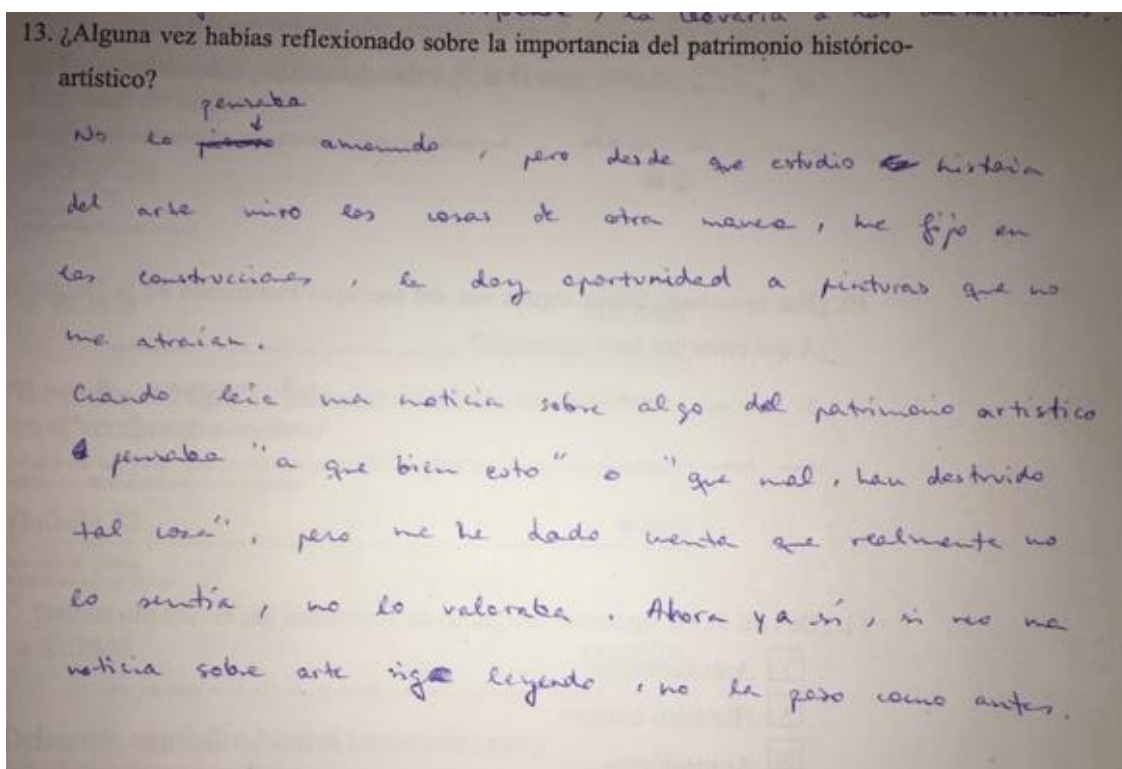 la llevaría a los
13. ¿Alguna vez habías reflexionado sobre la importancia del patrimonio histórico-
artístico?
pensaba
No lo amenudo, pero desde que estudio historia
del arte miro las cosas de otra manea, me fijo en
las construcciones, le doy oportunidad a pinturas que no
me atraían.
Cuando leía una noticia sobre algo del patrimonio artístico
pensaba "a que bien esto" o "que mal, han destruido
tal cosa", pero me he dado cuenta que realmente no
lo sentía, no lo valoraba. Ahora ya sí, si veo una
noticia sobre arte sigo leyendo, no la paso como antes.